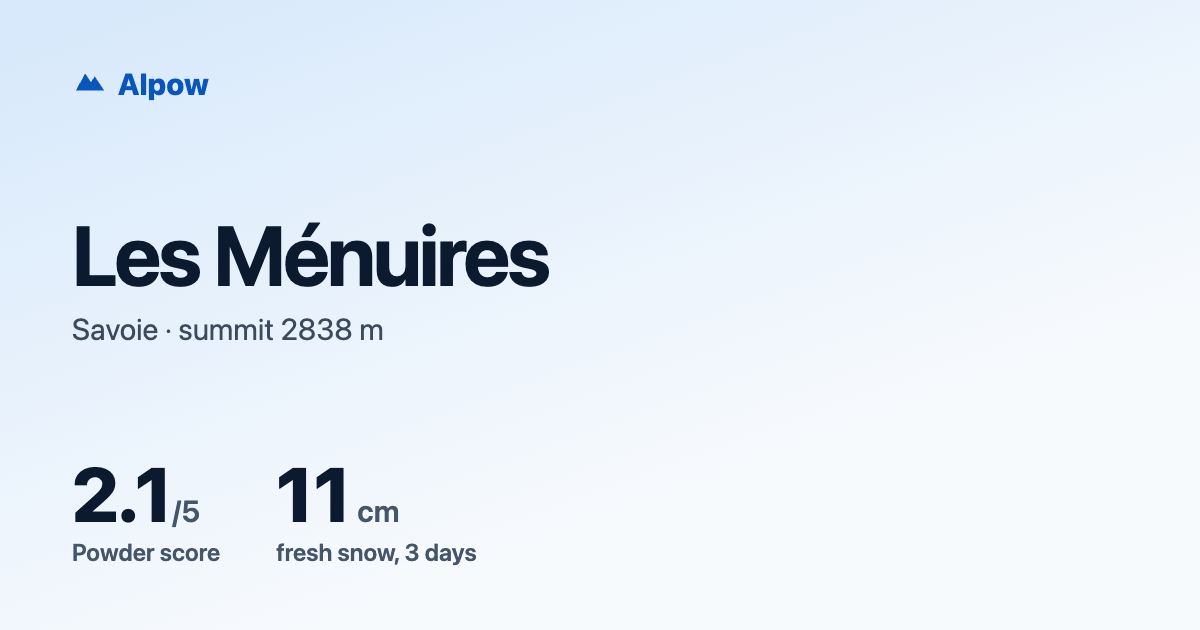 Alpow
Les Ménuires
Savoie · summit 2838 m
2.1/5
Powder score
11 cm
fresh snow, 3 days